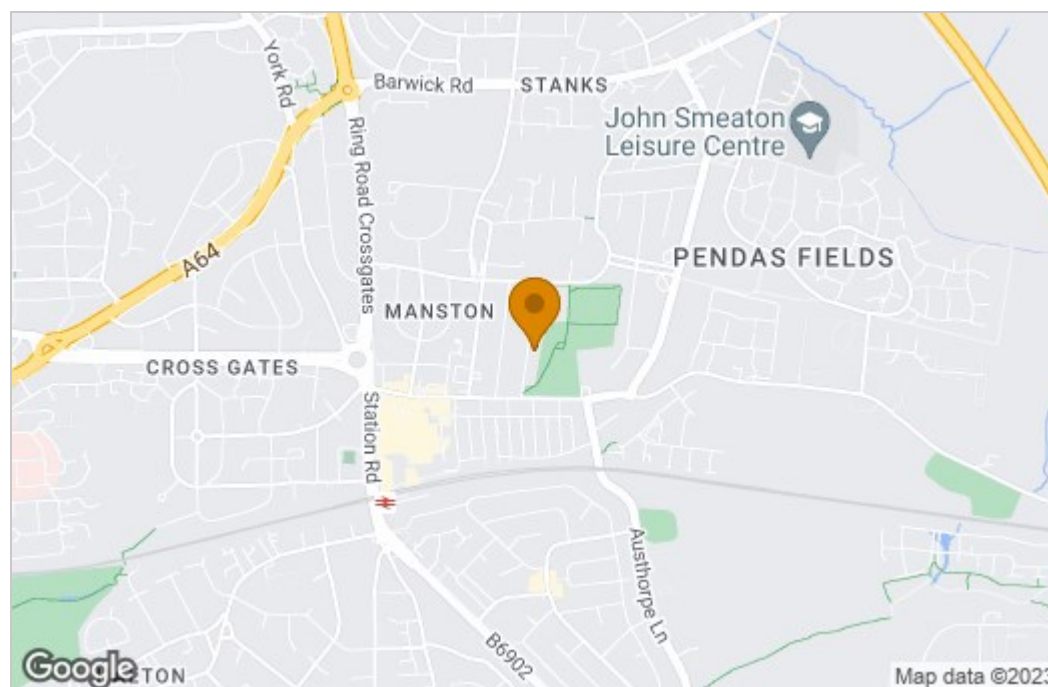 York Rd
Barwick Rd
STANKS
John Smeaton
Leisure Centre
Ring Road Crossgates
A64
PENDAS FIELDS
MANSTON
CROSS GATES
Station Rd
Austhorpe Ln
B6902
Google
Map data ©2023